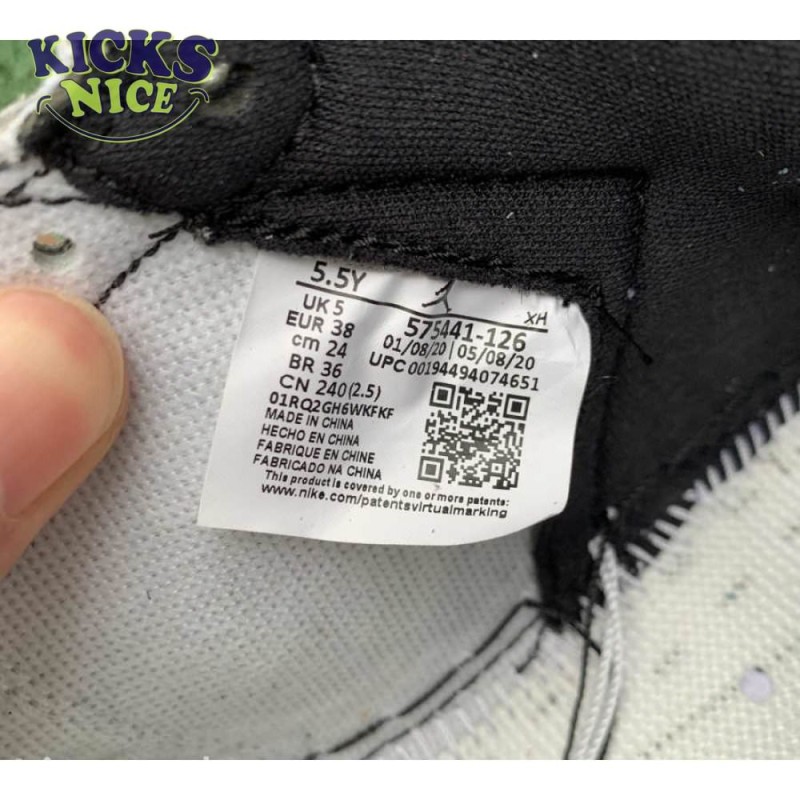 KICKS
NICE
5.5Y
XH
UK 5
EUR 38
cm 24
BR 36
CN 240(2.5)
575441-126
01/08/20 | 05/08/20
UPC 00194494074651
01RQ2GH6WKFKF
MADE IN CHINA
HECHO EN CHINA
FABRIQUE EN CHINE
FABRICADO NA CHINA
This product is covered by one or more patents:
www.nike.com/patentsvirtualmarking